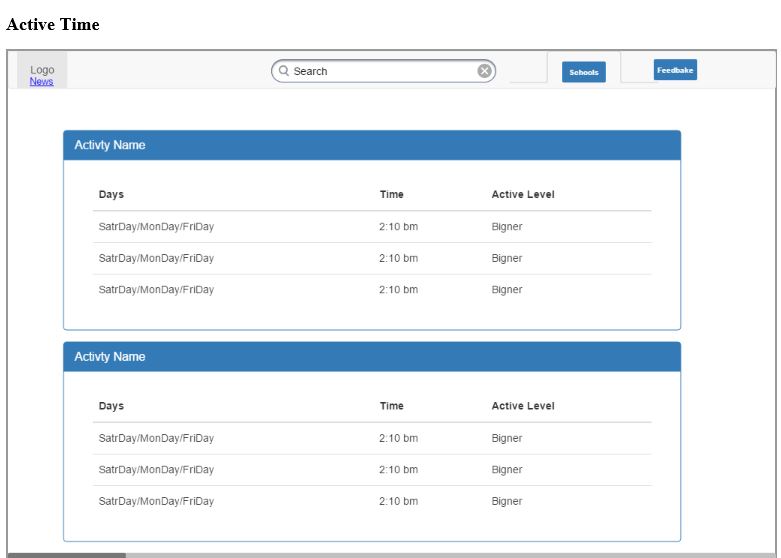 Active Time
Logo
News
Search
Schools
Feedbake
Activty Name
Days Time Active Level
SatrDay/MonDay/FriDay 2:10 bm Bigner
SatrDay/MonDay/FriDay 2:10 bm Bigner
SatrDay/MonDay/FriDay 2:10 bm Bigner
Activty Name
Days Time Active Level
SatrDay/MonDay/FriDay 2:10 bm Bigner
SatrDay/MonDay/FriDay 2:10 bm Bigner
SatrDay/MonDay/FriDay 2:10 bm Bigner